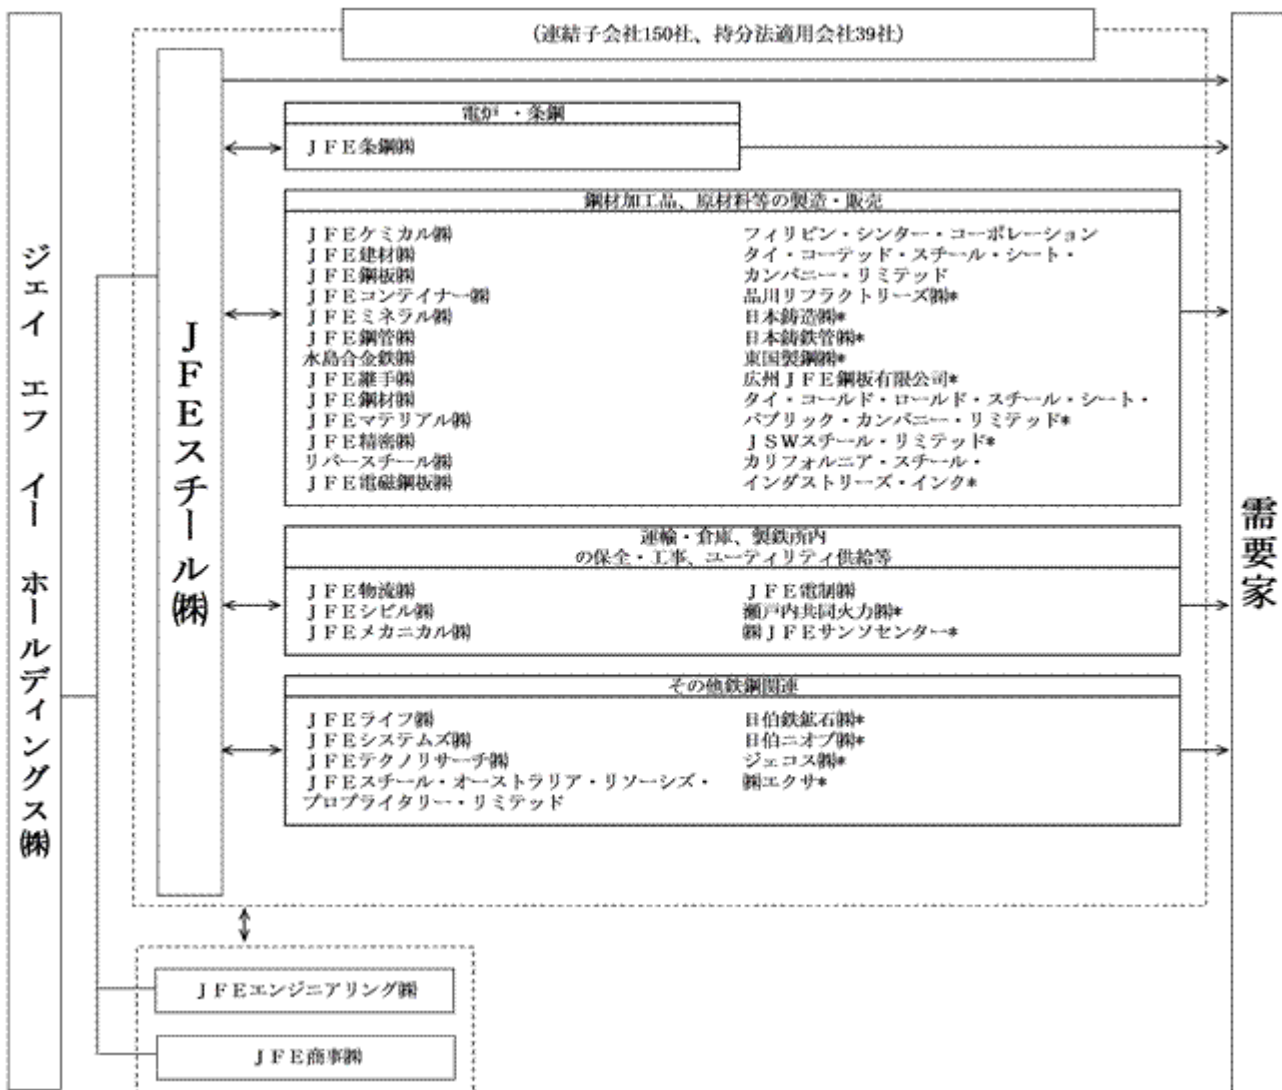 (連結子会社150社、持分法適用会社39社)
ジェイ エフ イー ホールディングス㈱
JFEスチール㈱
電炉・条鋼
JFE条鋼㈱
鋼材加工品、原材料等の製造・販売
JFEケミカル㈱
JFE建材㈱
JFE鋼板㈱
JFEコンテイナー㈱
JFEミネラル㈱
JFE鋼管㈱
水島合金鉄㈱
JFE継手㈱
JFE鋼材㈱
JFEマテリアル㈱
JFE精密㈱
リバースチール㈱
JFE電磁鋼板㈱
フィリピン・シンター・コーポレーション
タイ・コーテッド・スチール・シート・
カンパニー・リミテッド
品川リフラクトリーズ㈱*
日本鋳造㈱*
日本鋳鉄管㈱*
東国製鋼㈱*
広州JFE鋼板有限公司*
タイ・コールド・ロールド・スチール・シート・
パブリック・カンパニー・リミテッド*
JSWスチール・リミテッド*
カリフォルニア・スチール・
インダストリーズ・インク*
運輸・倉庫、製鉄所内
の保全・工事、ユーティリティ供給等
JFE物流㈱
JFEシビル㈱
JFEメカニカル㈱
JFE電制㈱
瀬戸内共同火力㈱*
㈱JFEサンソセンター*
その他鉄鋼関連
JFEライフ㈱
JFEシステムズ㈱
JFEテクノリサーチ㈱
JFEスチール・オーストラリア・リソーシズ・
プロプライタリー・リミテッド
日伯鉄鉱石㈱*
日伯ニオブ㈱*
ジェコス㈱*
㈱エクサ*
需要家
JFEエンジニアリング㈱
JFE商事㈱